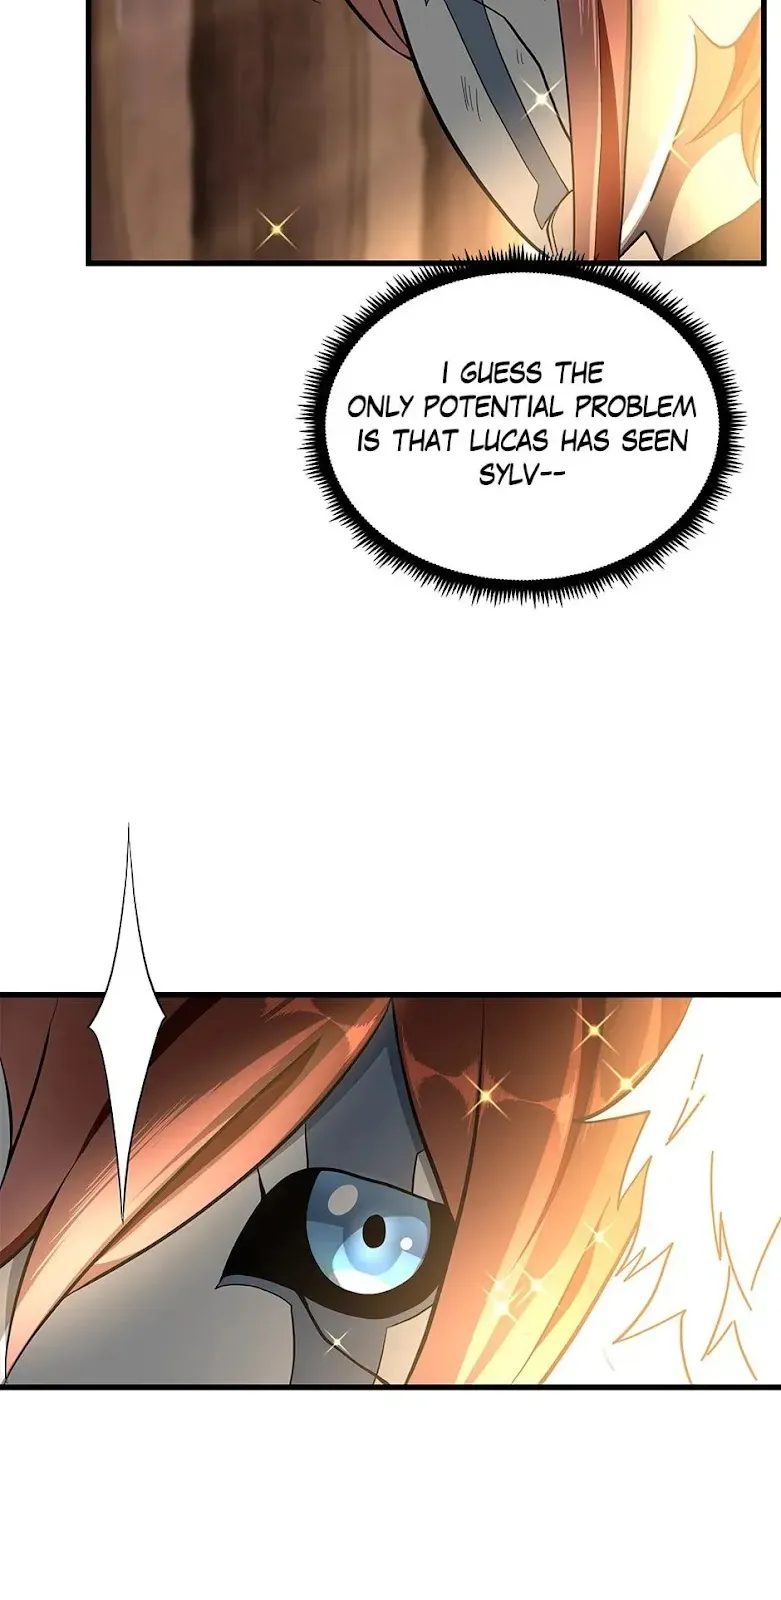 I GUESS THE
ONLY POTENTIAL PROBLEM
IS THAT LUCAS HAS SEEN
SYLV--